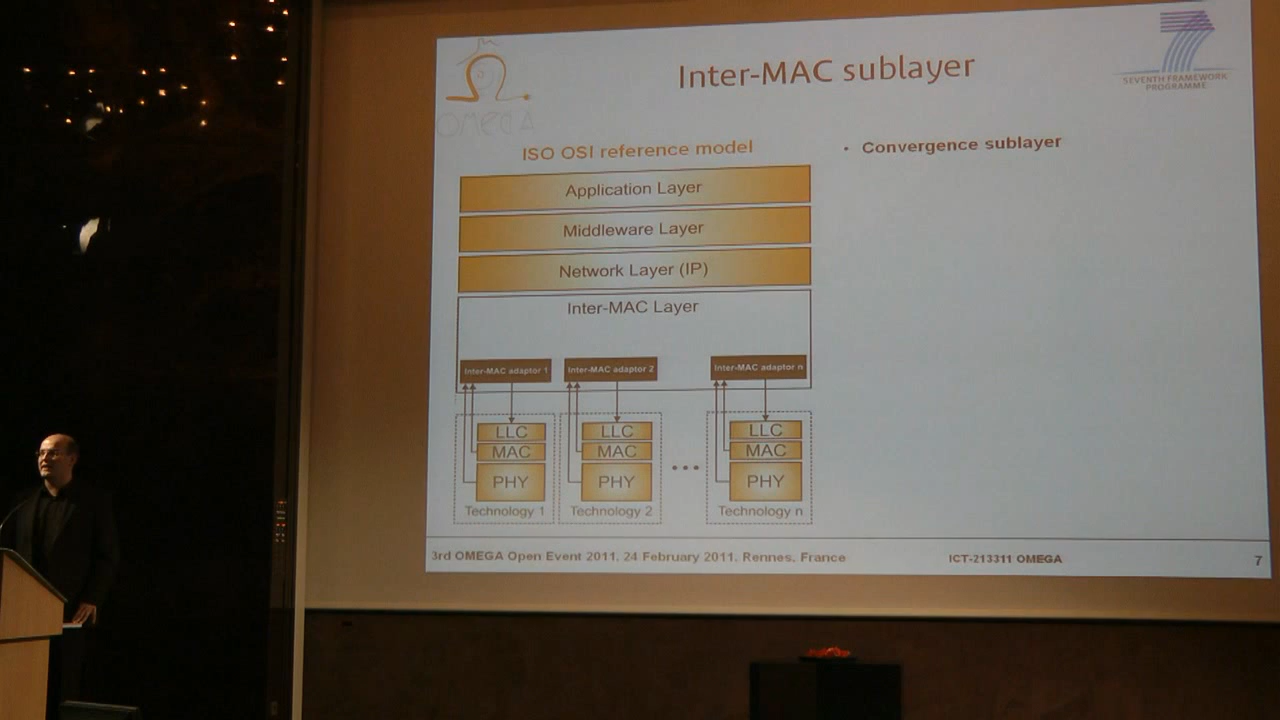 Inter-MAC sublayer
OMEGA
SEVENTH FRAMEWORK
PROGRAMME
ISO OSI reference model
• Convergence sublayer
Application Layer
Middleware Layer
Network Layer (IP)
Inter-MAC Layer
Inter-MAC adaptor 1
Inter-MAC adaptor 2
Inter-MAC adaptor n
LLC
MAC
PHY
Technology 1
LLC
MAC
PHY
Technology 2
...
LLC
MAC
PHY
Technology n
3rd OMEGA Open Event 2011, 24 February 2011, Rennes, France
ICT-213311 OMEGA
7